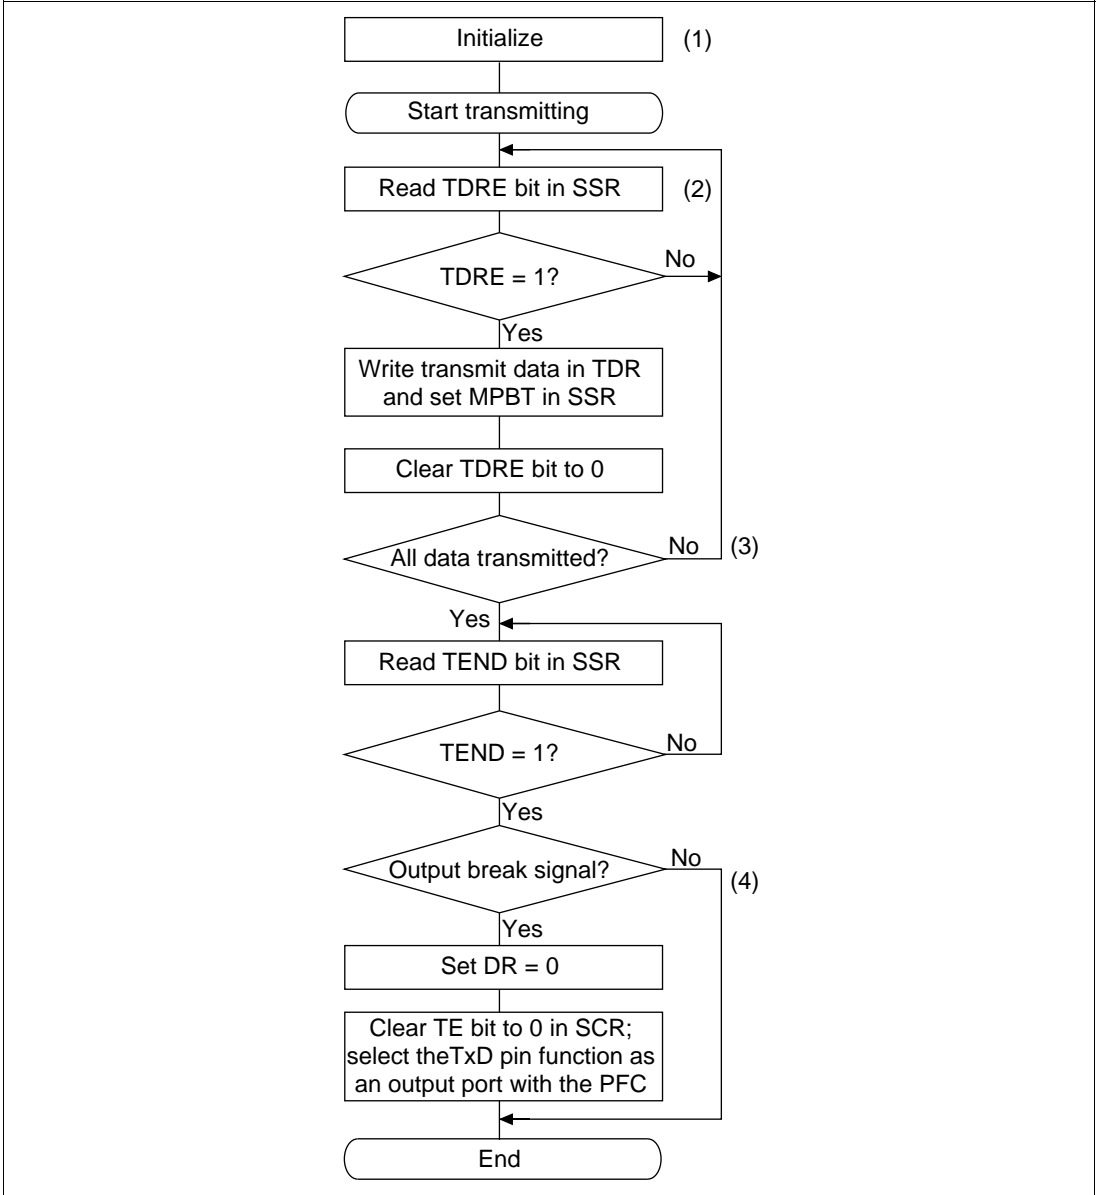 Initialize
(1)
Start transmitting
Read TDRE bit in SSR
(2)
TDRE = 1?
No
Yes
Write transmit data in TDR
and set MPBT in SSR
Clear TDRE bit to 0
All data transmitted?
No
(3)
Yes
Read TEND bit in SSR
TEND = 1?
No
Yes
Output break signal?
No
(4)
Yes
Set DR = 0
Clear TE bit to 0 in SCR;
select theTxD pin function as
an output port with the PFC
End